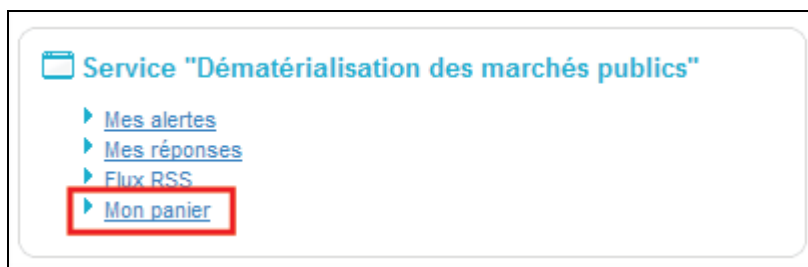 Service "Dématérialisation des marchés publics"
Mes alertes
Mes réponses
Flux RSS
Mon panier